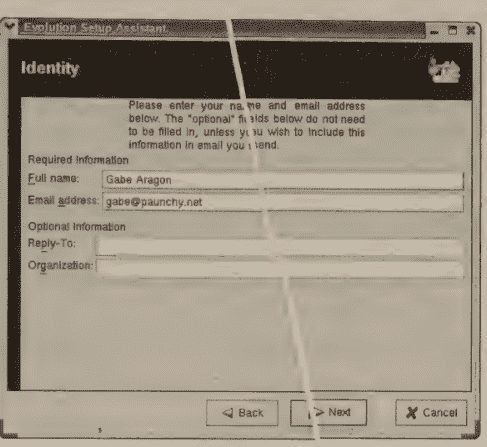 Evolution Setup Assistant
Identity
Please enter your name and email address
below. The "optional" fields below do not need
to be filled in, unless you wish to include this
information in email you send.
Required Information
Full name: Gabe Aragon
Email address: gabe@paunchy.net
Optional Information
Reply-To:
Organization:
Back Next Cancel